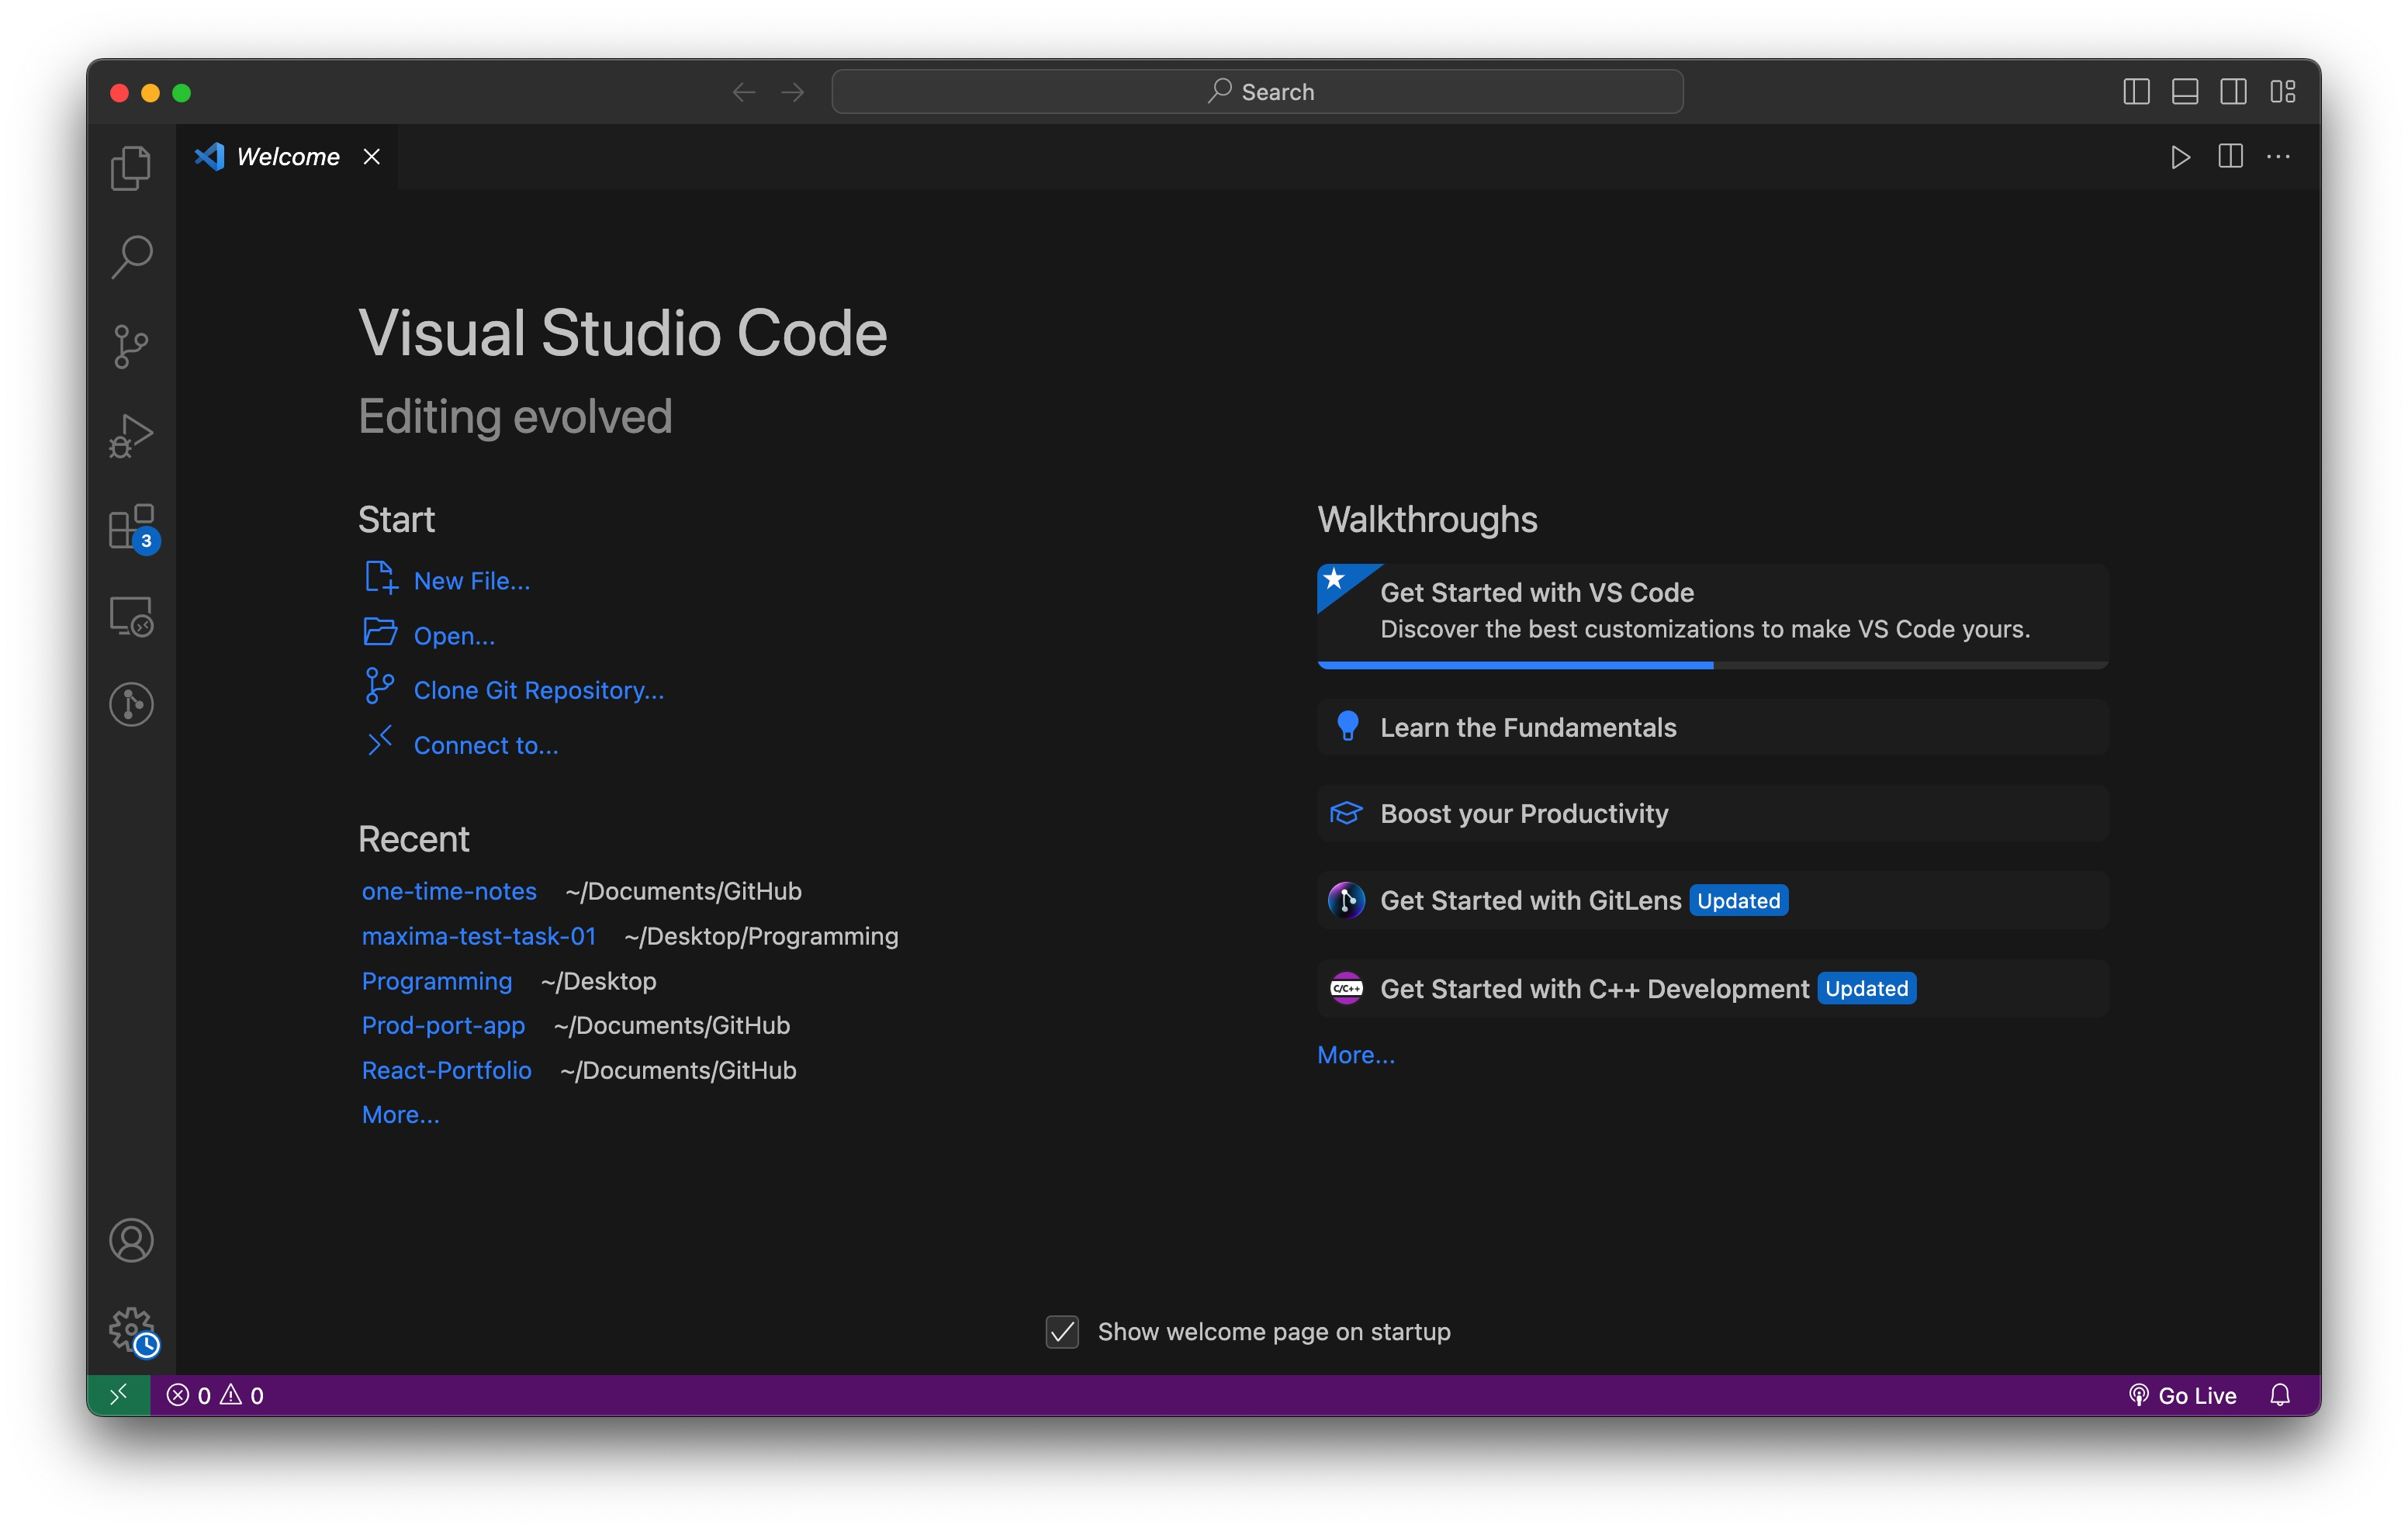 Search
Welcome
Visual Studio Code
Editing evolved
Start
New File...
Open...
Clone Git Repository...
Connect to...
Recent
one-time-notes ~/Documents/GitHub
maxima-test-task-01 ~/Desktop/Programming
Programming ~/Desktop
Prod-port-app ~/Documents/GitHub
React-Portfolio ~/Documents/GitHub
More...
Walkthroughs
Get Started with VS Code
Discover the best customizations to make VS Code yours.
Learn the Fundamentals
Boost your Productivity
Get Started with GitLens Updated
C/C++ Get Started with C++ Development Updated
More...
3
Show welcome page on startup
0 0
Go Live